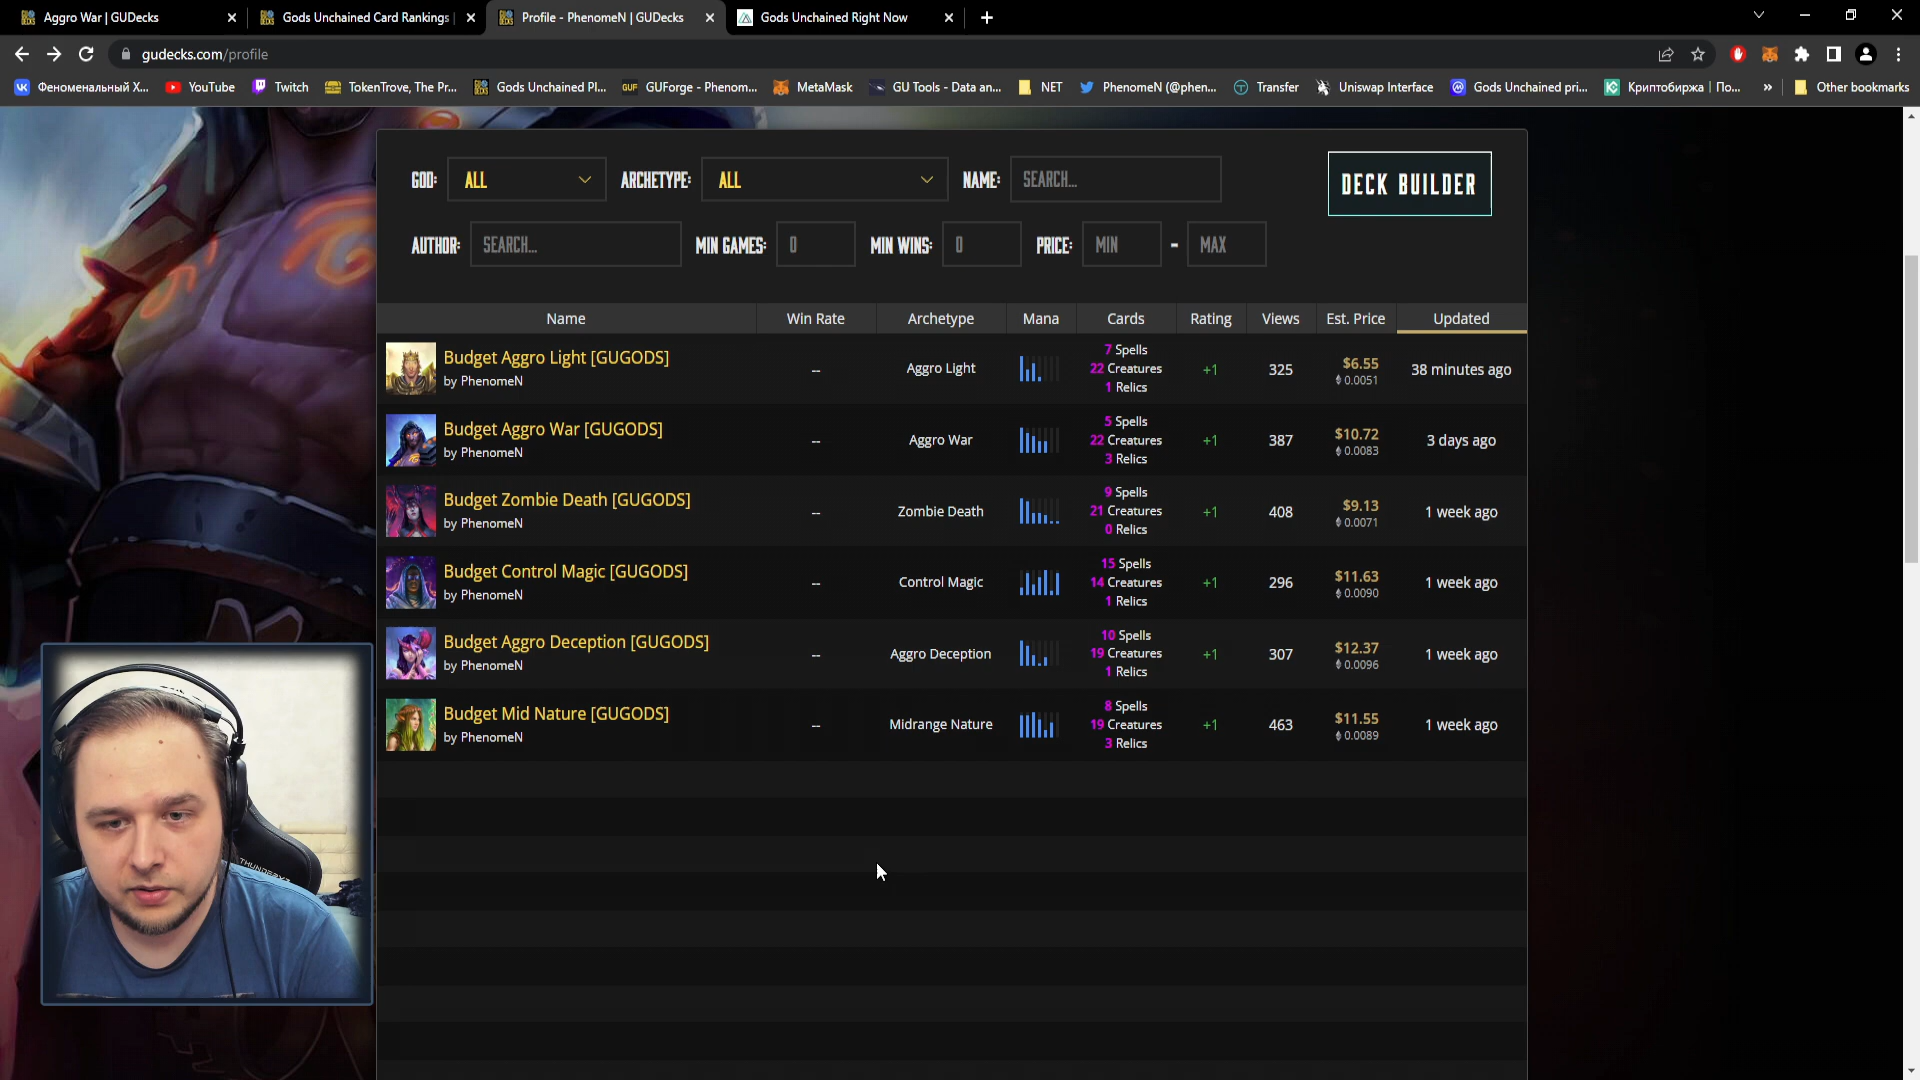 Aggro War | GUDecks
Gods Unchained Card Rankings |
Profile - PhenomeN | GUDecks
Gods Unchained Right Now
gudecks.com/profile
Феноменальный Х...
YouTube
Twitch
TokenTrove, The Pr...
Gods Unchained Pl...
GUF
GUForge - Phenom...
MetaMask
GU Tools - Data an...
NET
PhenomeN (@phen...
Transfer
Uniswap Interface
Gods Unchained pri...
Криптобиржа | По...
»
Other bookmarks
GOD: ALL ARCHETYPE: ALL NAME: SEARCH...
DECK BUILDER
AUTHOR: SEARCH... MIN GAMES: 0 MIN WINS: 0 PRICE: MIN - MAX
Name Win Rate Archetype Mana Cards Rating Views Est. Price Updated
Budget Aggro Light [GUGODS]
by PhenomeN
--
Aggro Light
7 Spells
22 Creatures
1 Relics
+1
325
$6.55
0.0051
38 minutes ago
Budget Aggro War [GUGODS]
by PhenomeN
--
Aggro War
5 Spells
22 Creatures
3 Relics
+1
387
$10.72
0.0083
3 days ago
Budget Zombie Death [GUGODS]
by PhenomeN
--
Zombie Death
9 Spells
21 Creatures
0 Relics
+1
408
$9.13
0.0071
1 week ago
Budget Control Magic [GUGODS]
by PhenomeN
--
Control Magic
15 Spells
14 Creatures
1 Relics
+1
296
$11.63
0.0090
1 week ago
Budget Aggro Deception [GUGODS]
by PhenomeN
--
Aggro Deception
10 Spells
19 Creatures
1 Relics
+1
307
$12.37
0.0096
1 week ago
Budget Mid Nature [GUGODS]
by PhenomeN
--
Midrange Nature
8 Spells
19 Creatures
3 Relics
+1
463
$11.55
0.0089
1 week ago